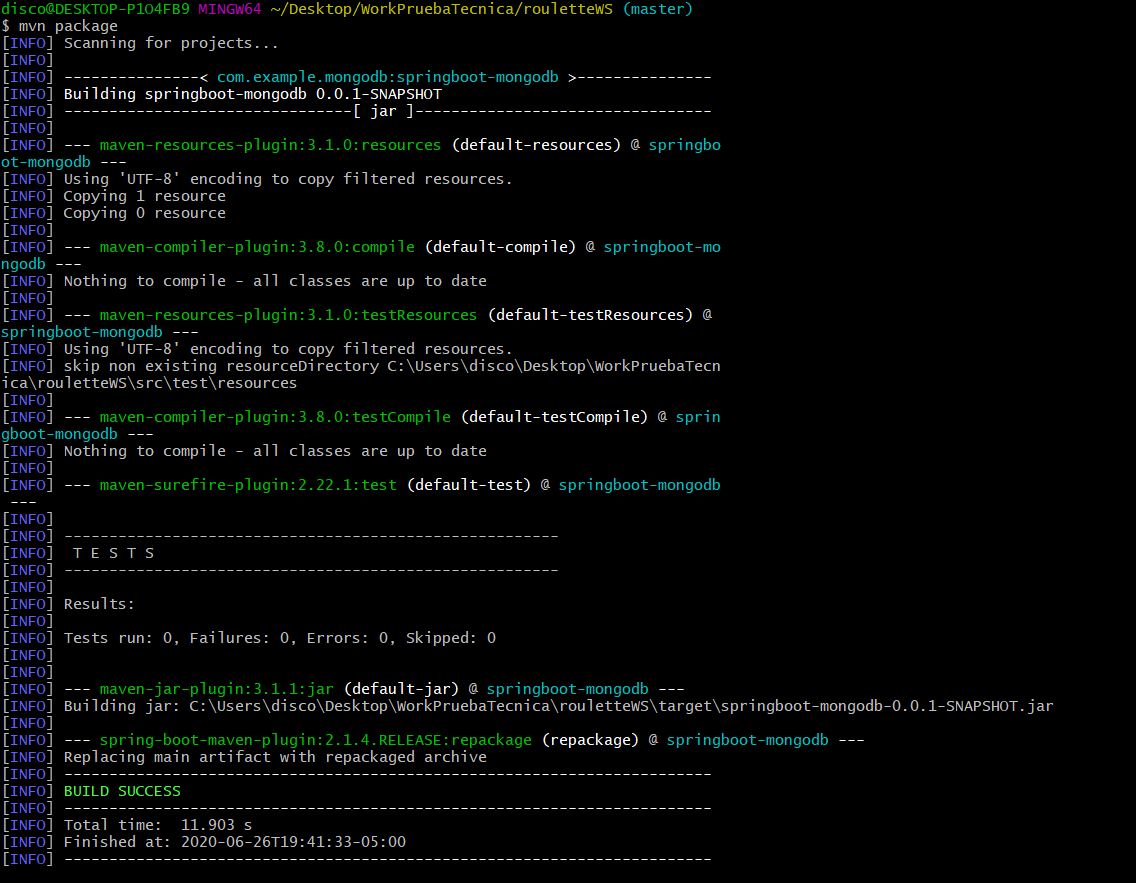 disco@DESKTOP-P1O4FB9 MINGW64 ~/Desktop/WorkPruebaTecnica/rouletteWS (master)
$ mvn package
[INFO] Scanning for projects...
[INFO]
[INFO] ---------------< com.example.mongodb:springboot-mongodb >---------------
[INFO] Building springboot-mongodb 0.0.1-SNAPSHOT
[INFO] --------------------------------[ jar ]---------------------------------
[INFO]
[INFO] --- maven-resources-plugin:3.1.0:resources (default-resources) @ springbo
ot-mongodb ---
[INFO] Using 'UTF-8' encoding to copy filtered resources.
[INFO] Copying 1 resource
[INFO] Copying 0 resource
[INFO]
[INFO] --- maven-compiler-plugin:3.8.0:compile (default-compile) @ springboot-mo
ngodb ---
[INFO] Nothing to compile - all classes are up to date
[INFO]
[INFO] --- maven-resources-plugin:3.1.0:testResources (default-testResources) @
springboot-mongodb ---
[INFO] Using 'UTF-8' encoding to copy filtered resources.
[INFO] skip non existing resourceDirectory C:\Users\disco\Desktop\WorkPruebaTecn
ica\rouletteWS\src\test\resources
[INFO]
[INFO] --- maven-compiler-plugin:3.8.0:testCompile (default-testCompile) @ sprin
gboot-mongodb ---
[INFO] Nothing to compile - all classes are up to date
[INFO]
[INFO] --- maven-surefire-plugin:2.22.1:test (default-test) @ springboot-mongodb
 ---
[INFO]
[INFO] -------------------------------------------------------
[INFO]  T E S T S
[INFO] -------------------------------------------------------
[INFO]
[INFO] Results:
[INFO]
[INFO] Tests run: 0, Failures: 0, Errors: 0, Skipped: 0
[INFO]
[INFO]
[INFO] --- maven-jar-plugin:3.1.1:jar (default-jar) @ springboot-mongodb ---
[INFO] Building jar: C:\Users\disco\Desktop\WorkPruebaTecnica\rouletteWS\target\springboot-mongodb-0.0.1-SNAPSHOT.jar
[INFO]
[INFO] --- spring-boot-maven-plugin:2.1.4.RELEASE:repackage (repackage) @ springboot-mongodb ---
[INFO] Replacing main artifact with repackaged archive
[INFO] ------------------------------------------------------------------------
[INFO] BUILD SUCCESS
[INFO] ------------------------------------------------------------------------
[INFO] Total time:  11.903 s
[INFO] Finished at: 2020-06-26T19:41:33-05:00
[INFO] ------------------------------------------------------------------------